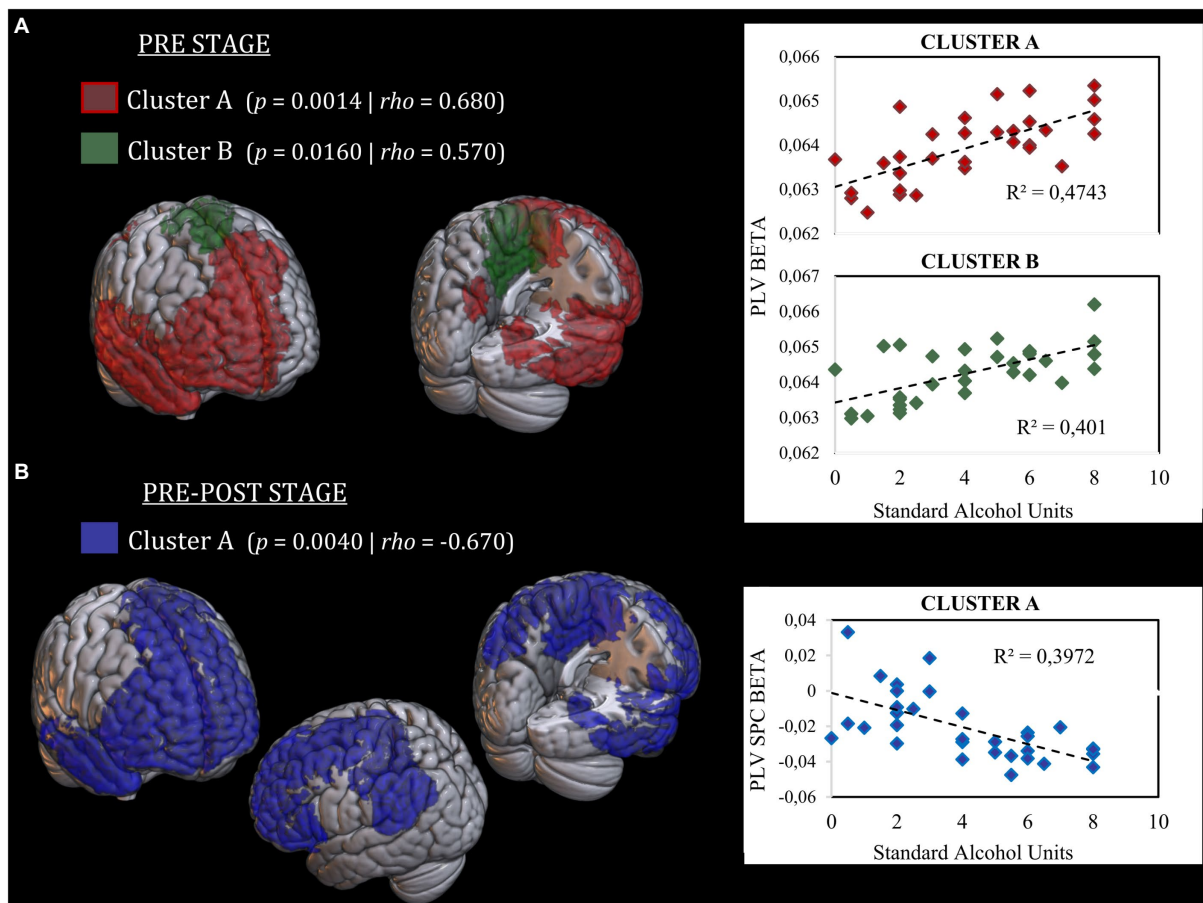 A
PRE STAGE
Cluster A (p = 0.0014 | rho = 0.680)
Cluster B (p = 0.0160 | rho = 0.570)
CLUSTER A
0,066
0,065
0,064
0,063
0,062
R² = 0,4743
PLV BETA
CLUSTER B
0,067
0,066
0,065
0,064
0,063
0,062
R² = 0,401
0 2 4 6 8 10
Standard Alcohol Units
B
PRE-POST STAGE
Cluster A (p = 0.0040 | rho = -0.670)
CLUSTER A
0,04
0,02
0
-0,02
-0,04
-0,06
R² = 0,3972
PLV SPC BETA
0 2 4 6 8 10
Standard Alcohol Units